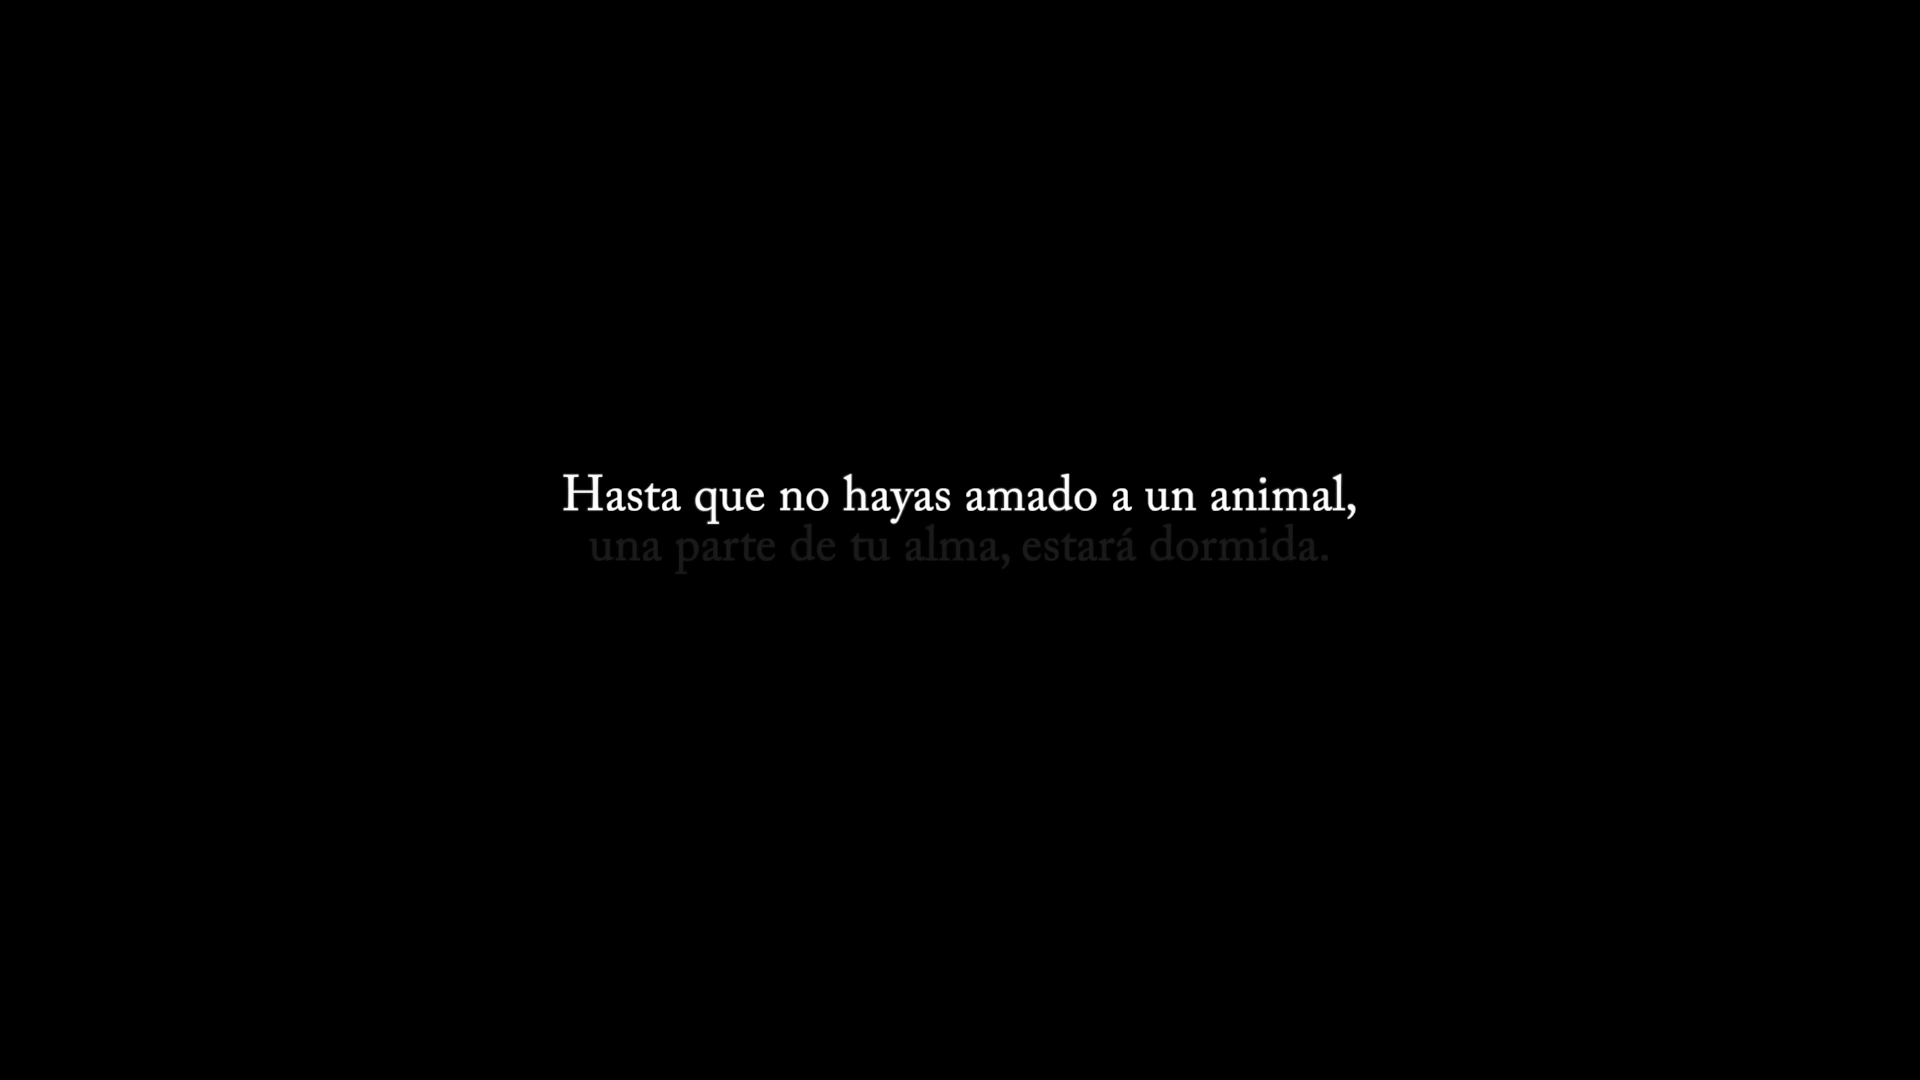 Hasta que no hayas amado a un animal,
una parte de tu alma, estará dormida.